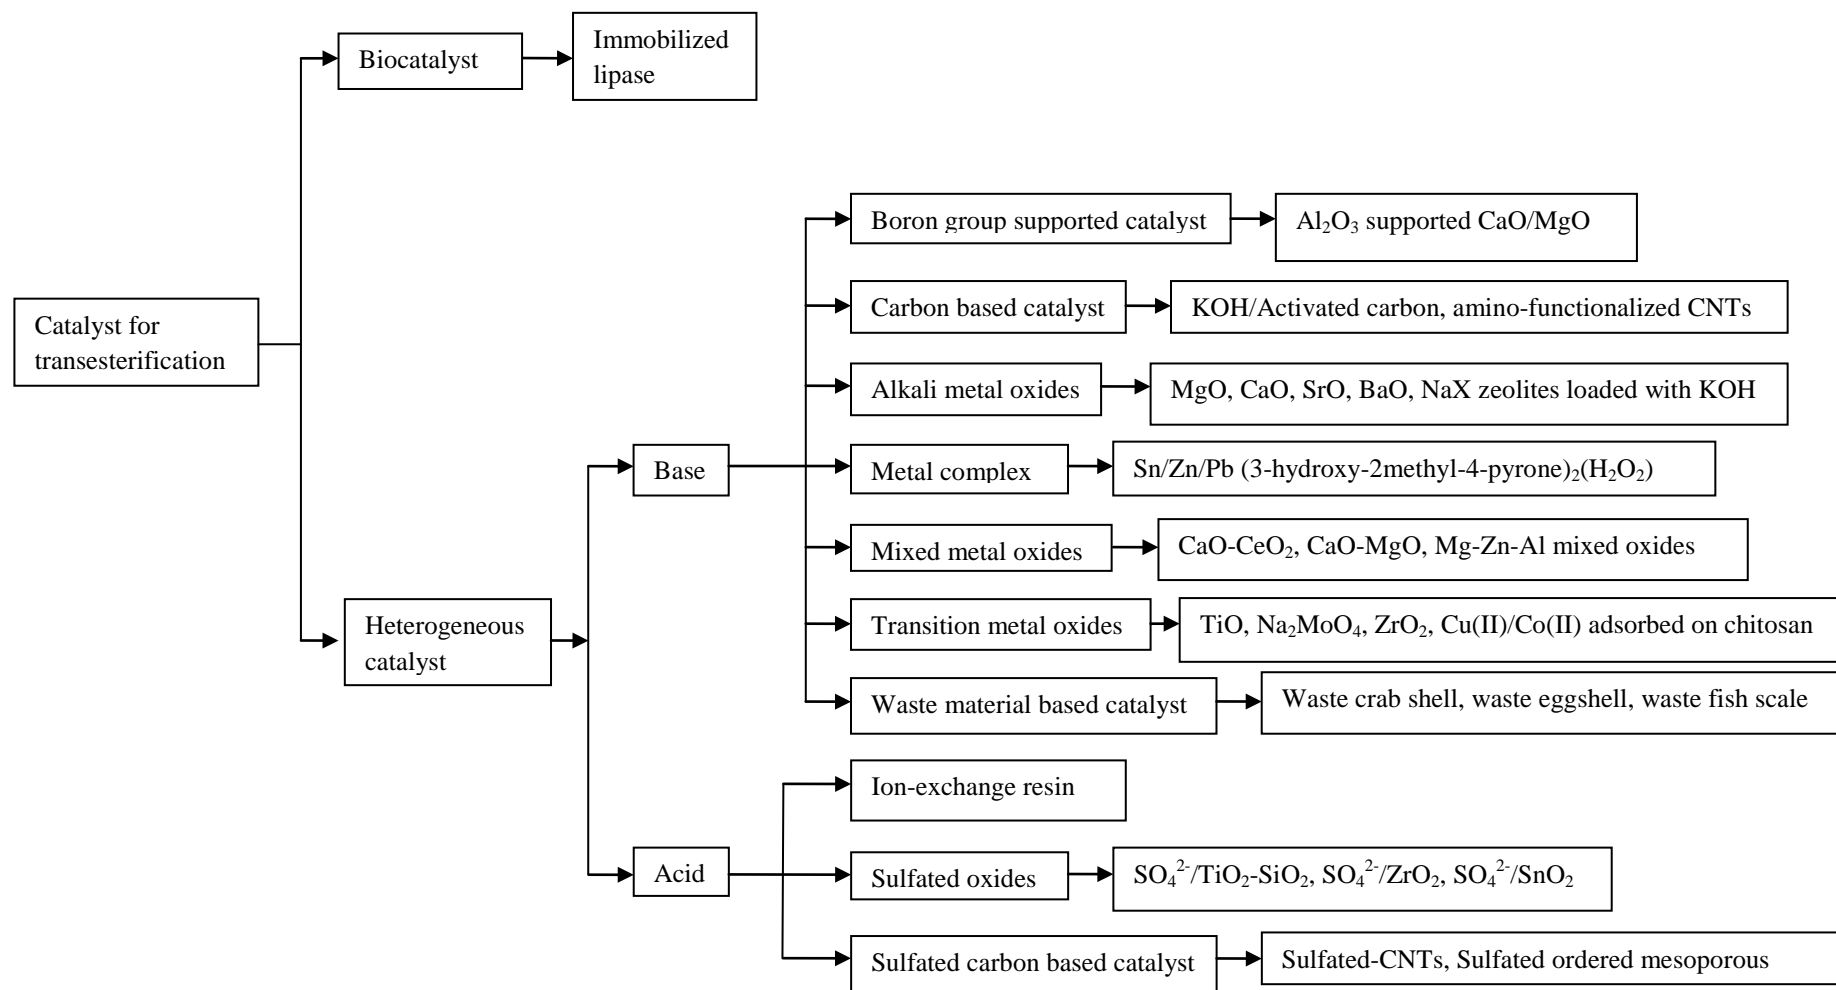 Biocatalyst
Immobilized
lipase
Catalyst for
transesterification
Heterogeneous
catalyst
Base
Boron group supported catalyst
Al₂O₃ supported CaO/MgO
Carbon based catalyst
KOH/Activated carbon, amino-functionalized CNTs
Alkali metal oxides
MgO, CaO, SrO, BaO, NaX zeolites loaded with KOH
Metal complex
Sn/Zn/Pb (3-hydroxy-2methyl-4-pyrone)₂(H₂O₂)
Mixed metal oxides
CaO-CeO₂, CaO-MgO, Mg-Zn-Al mixed oxides
Transition metal oxides
TiO, Na₂MoO₄, ZrO₂, Cu(II)/Co(II) adsorbed on chitosan
Waste material based catalyst
Waste crab shell, waste eggshell, waste fish scale
Acid
Ion-exchange resin
Sulfated oxides
SO₄²⁻/TiO₂-SiO₂, SO₄²⁻/ZrO₂, SO₄²⁻/SnO₂
Sulfated carbon based catalyst
Sulfated-CNTs, Sulfated ordered mesoporous